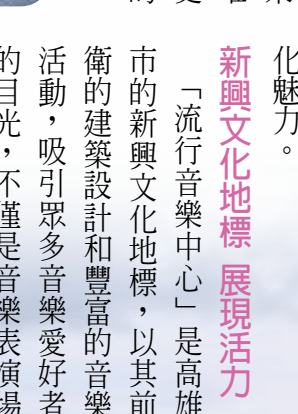 化魅力。
新興文化地標 展現活力
「流行音樂中心」是高雄
市的新興文化地標，以其前
衛的建築設計和豐富的音樂
活動，吸引眾多音樂愛好者
的目光，不僅是音樂表演場